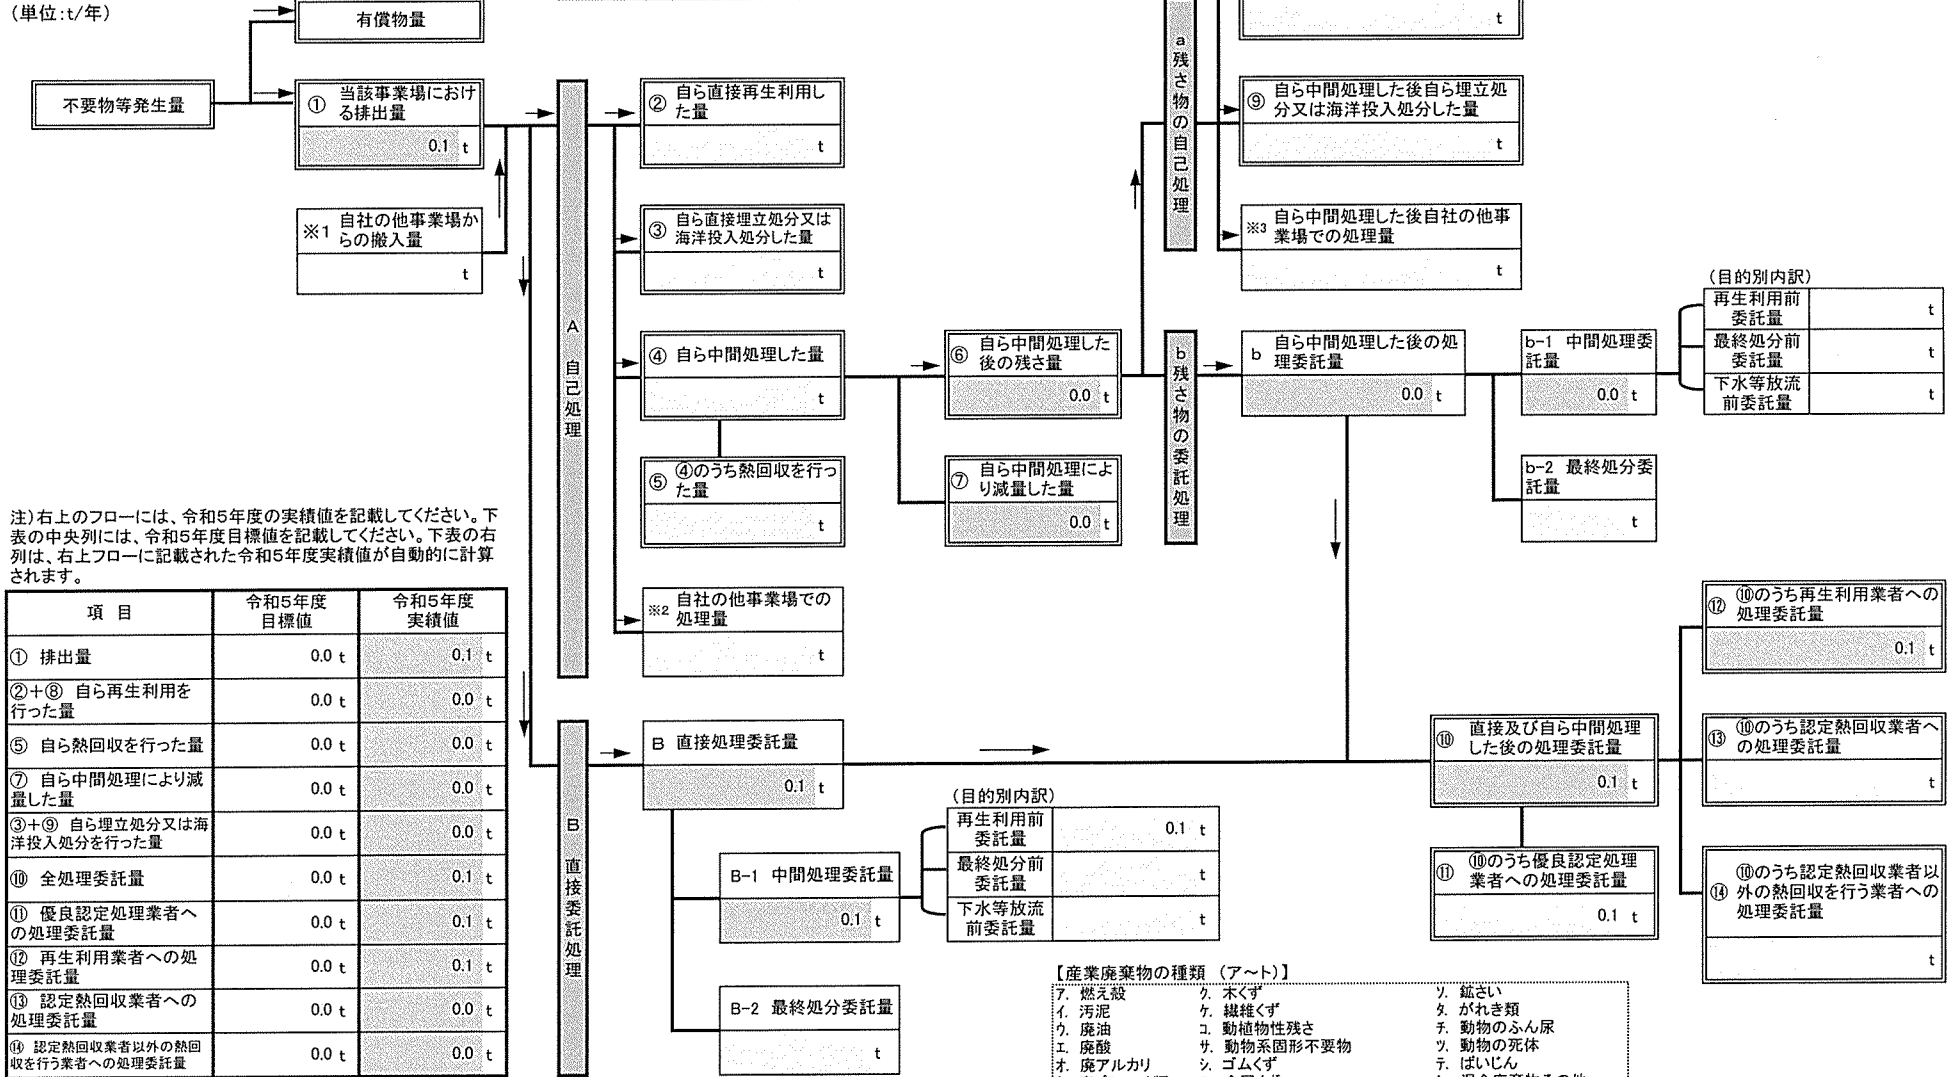 (単位:t/年)
有償物量
不要物等発生量
① 当該事業場におけ
る排出量
0.1 t
※1 自社の他事業場か
らの搬入量
t
A 自己処理
② 自ら直接再生利用し
た量
t
③ 自ら直接埋立処分又は
海洋投入処分した量
t
④ 自ら中間処理した量
t
⑤ ④のうち熱回収を行っ
た量
t
※2 自社の他事業場での
処理量
t
⑥ 自ら中間処理した
後の残さ量
0.0 t
⑦ 自ら中間処理によ
り減量した量
0.0 t
a 残さ物の自己処理
t
⑨ 自ら中間処理した後自ら埋立処
分又は海洋投入処分した量
t
※3 自ら中間処理した後自社の他事
業場での処理量
t
b 残さ物の委託処理
b 自ら中間処理した後の処
理委託量
0.0 t
b-1 中間処理委
託量
0.0 t
b-2 最終処分委
託量
t
(目的別内訳)
再生利用前
委託量
t
最終処分前
委託量
t
下水等放流
前委託量
t
注)右上のフローには、令和5年度の実績値を記載してください。下
表の中央列には、令和5年度目標値を記載してください。下表の右
列は、右上フローに記載された令和5年度実績値が自動的に計算
されます。
項 目 令和5年度 目標値 令和5年度 実績値
① 排出量 0.0 t 0.1 t
②+⑧ 自ら再生利用を
行った量 0.0 t 0.0 t
⑤ 自ら熱回収を行った量 0.0 t 0.0 t
⑦ 自ら中間処理により減
量した量 0.0 t 0.0 t
③+⑨ 自ら埋立処分又は海
洋投入処分を行った量 0.0 t 0.0 t
⑩ 全処理委託量 0.0 t 0.1 t
⑪ 優良認定処理業者へ
の処理委託量 0.0 t 0.1 t
⑫ 再生利用業者への処
理委託量 0.0 t 0.1 t
⑬ 認定熱回収業者への
処理委託量 0.0 t 0.0 t
⑭ 認定熱回収業者以外の熱回
収を行う業者への処理委託量 0.0 t 0.0 t
B 直接委託処理
B 直接処理委託量
0.1 t
B-1 中間処理委託量
0.1 t
B-2 最終処分委託量
t
(目的別内訳)
再生利用前
委託量
0.1 t
最終処分前
委託量
t
下水等放流
前委託量
t
⑩ 直接及び自ら中間処理
した後の処理委託量
0.1 t
⑪ ⑩のうち優良認定処理
業者への処理委託量
0.1 t
⑫ ⑩のうち再生利用業者への
処理委託量
0.1 t
⑬ ⑩のうち認定熱回収業者へ
の処理委託量
t
⑭ ⑩のうち認定熱回収業者以
外の熱回収を行う業者への
処理委託量
t
【産業廃棄物の種類 (ア～ト)】
ア. 燃え殻 ク. 木くず ソ. 鉱さい
イ. 汚泥 ケ. 繊維くず タ. がれき類
ウ. 廃油 コ. 動植物性残さ チ. 動物のふん尿
エ. 廃酸 サ. 動物系固形不要物 ツ. 動物の死体
オ. 廃アルカリ シ. ゴムくず テ. ばいじん